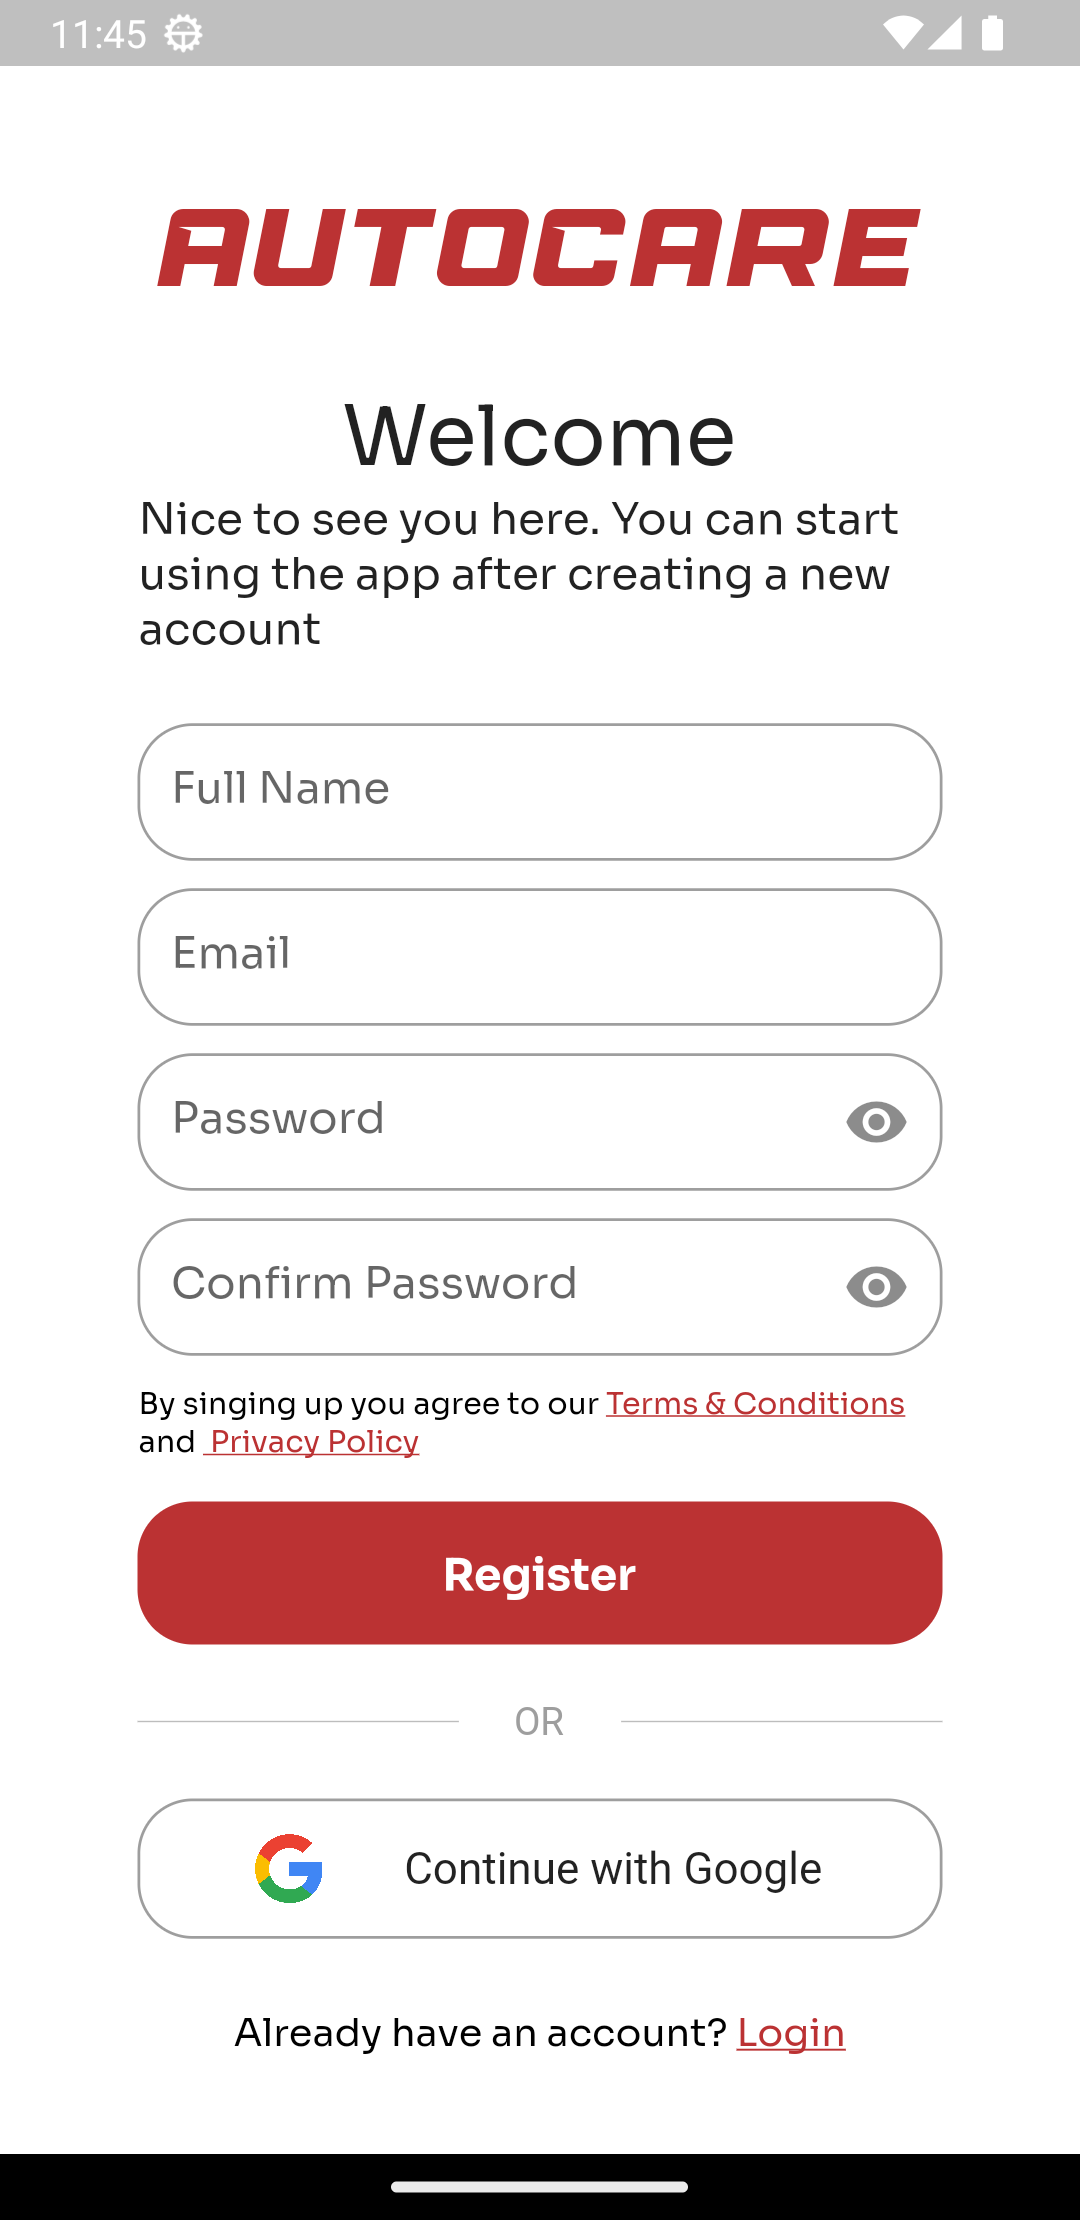 11:45
AUTOCARE
Welcome
Nice to see you here. You can start
using the app after creating a new
account
Full Name
Email
Password
Confirm Password
By singing up you agree to our Terms & Conditions
and  Privacy Policy
Register
OR
Continue with Google
Already have an account? Login